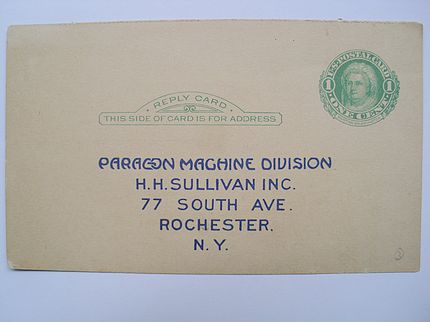 U.S. POSTAL CARD
1 1
ONE CENT
REPLY CARD
THIS SIDE OF CARD IS FOR ADDRESS
PARAGON MACHINE DIVISION
H.H. SULLIVAN INC.
77 SOUTH AVE.
ROCHESTER.
N.Y.